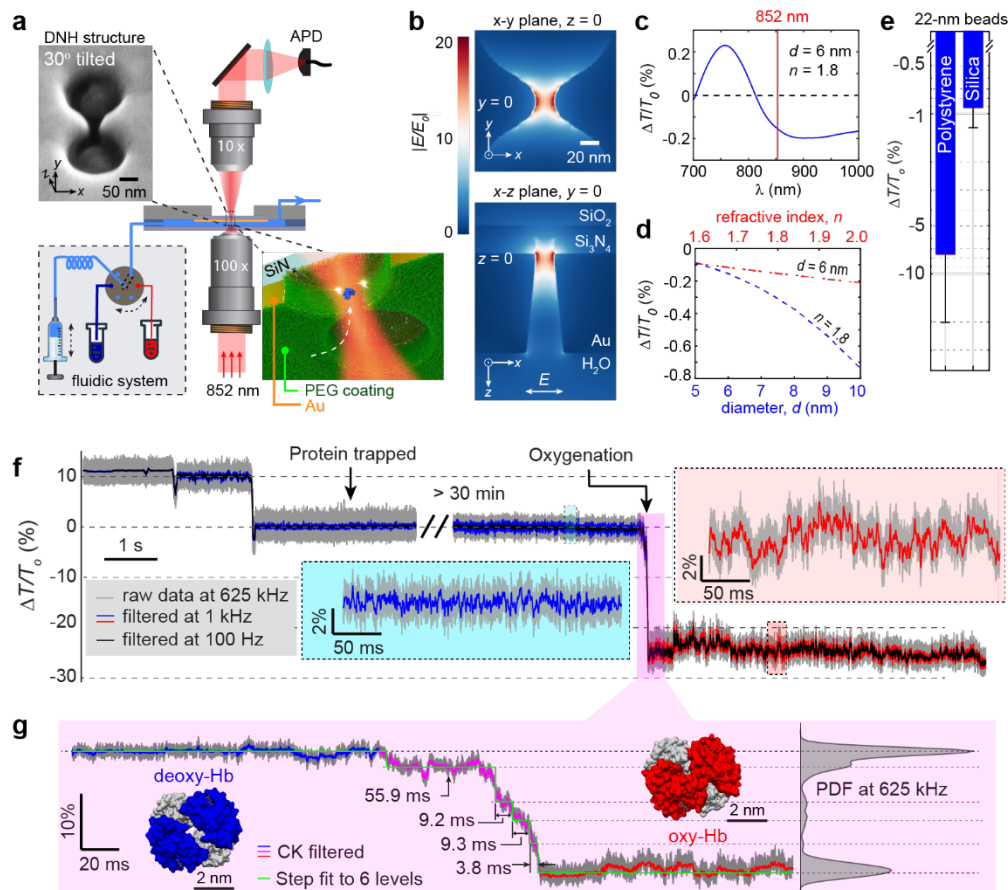 a
DNH structure
30° tilted
y
z
x
50 nm
APD
10 x
100 x
852 nm
fluidic system
SiNx
PEG coating
Au
b
x-y plane, z = 0
20
10
0
|E/E0|
y = 0
y
x
20 nm
x-z plane, y = 0
SiO2
Si3N4
z = 0
Au
H2O
x
z
E
c
852 nm
d = 6 nm
n = 1.8
ΔT/T0 (%)
0.2
0
-0.2
700 800 900 1000
λ (nm)
d
refractive index, n
1.6 1.7 1.8 1.9 2.0
ΔT/T0 (%)
0
-0.2
-0.4
-0.6
-0.8
d = 6 nm
n = 1.8
5 6 7 8 9 10
diameter, d (nm)
e
22-nm beads
Polystyrene
Silica
ΔT/To (%)
-0.5
-1
-5
-10
f
ΔT/To (%)
10
0
-10
-20
-30
1 s
Protein trapped
> 30 min
Oxygenation
raw data at 625 kHz
filtered at 1 kHz
filtered at 100 Hz
2%
50 ms
2%
50 ms
g
10%
20 ms
deoxy-Hb
2 nm
CK filtered
Step fit to 6 levels
55.9 ms
9.2 ms
9.3 ms
3.8 ms
oxy-Hb
2 nm
PDF at 625 kHz